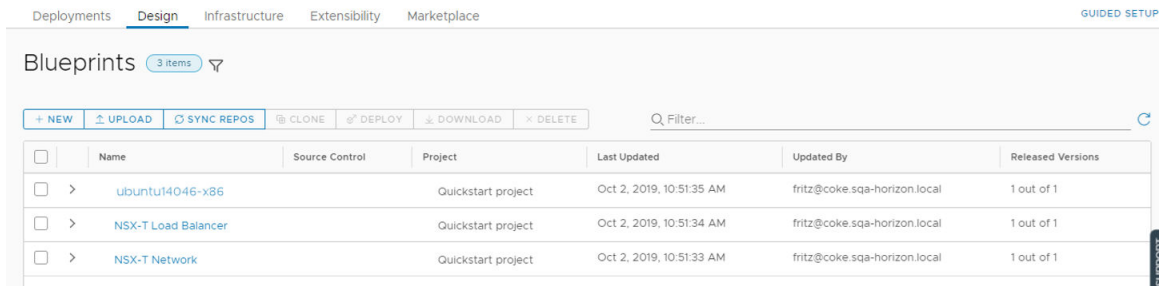 Deployments Design Infrastructure Extensibility Marketplace GUIDED SETUP
Blueprints 3 items
+ NEW UPLOAD SYNC REPOS CLONE DEPLOY DOWNLOAD × DELETE Filter...
Name Source Control Project Last Updated Updated By Released Versions
ubuntu14046-x86 Quickstart project Oct 2, 2019, 10:51:35 AM fritz@coke.sqa-horizon.local 1 out of 1
NSX-T Load Balancer Quickstart project Oct 2, 2019, 10:51:34 AM fritz@coke.sqa-horizon.local 1 out of 1
NSX-T Network Quickstart project Oct 2, 2019, 10:51:33 AM fritz@coke.sqa-horizon.local 1 out of 1